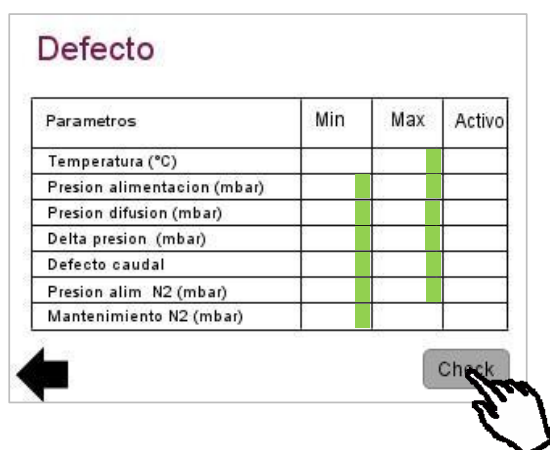 Defecto
Parametros Min Max Activo
Temperatura (°C)
Presion alimentacion (mbar)
Presion difusion (mbar)
Delta presion (mbar)
Defecto caudal
Presion alim N2 (mbar)
Mantenimiento N2 (mbar)
Check